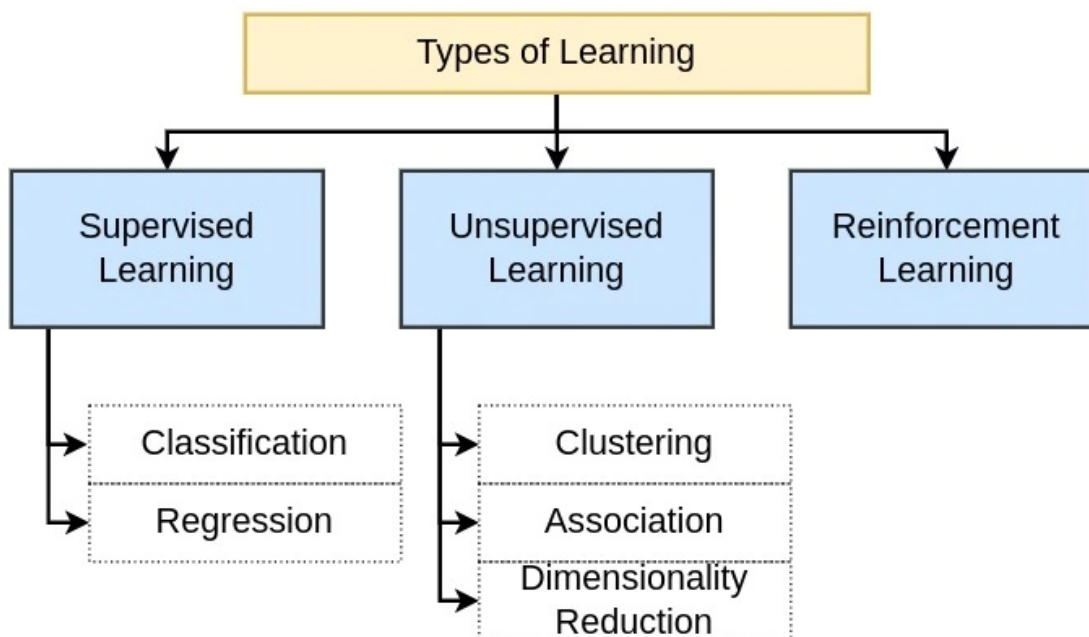 Types of Learning
Supervised
Learning
Unsupervised
Learning
Reinforcement
Learning
Classification
Regression
Clustering
Association
Dimensionality
Reduction